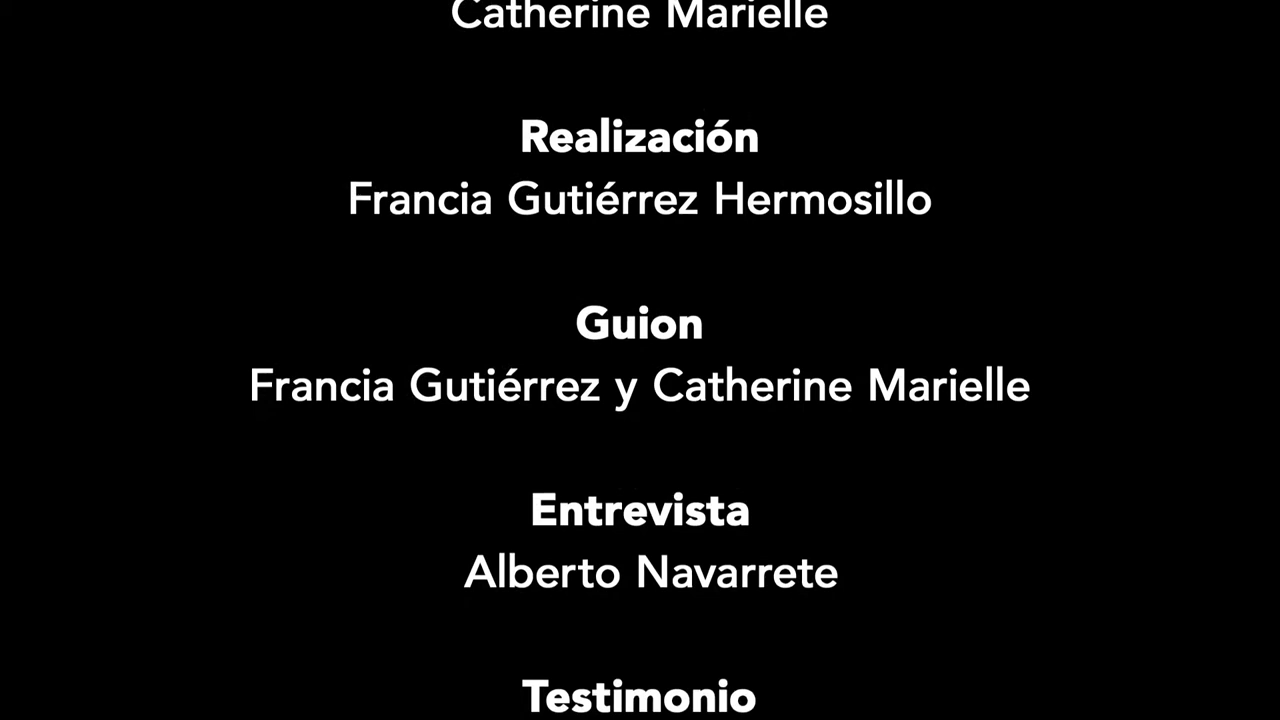 Catherine Marielle
Realización
Francia Gutiérrez Hermosillo
Guion
Francia Gutiérrez y Catherine Marielle
Entrevista
Alberto Navarrete
Testimonio